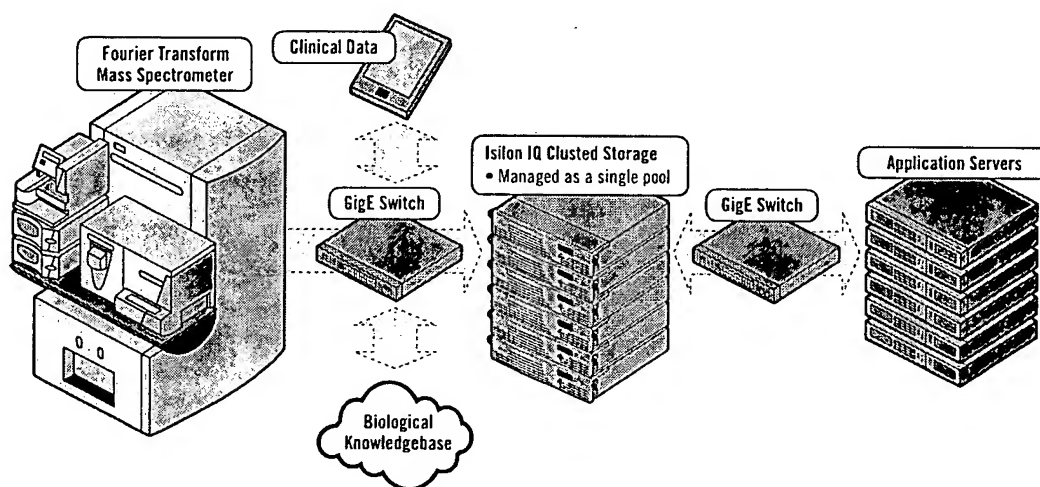 Fourier Transform
Mass Spectrometer
Clinical Data
GigE Switch
Isilon IQ Clusted Storage
• Managed as a single pool
GigE Switch
Application Servers
Biological
Knowledgebase